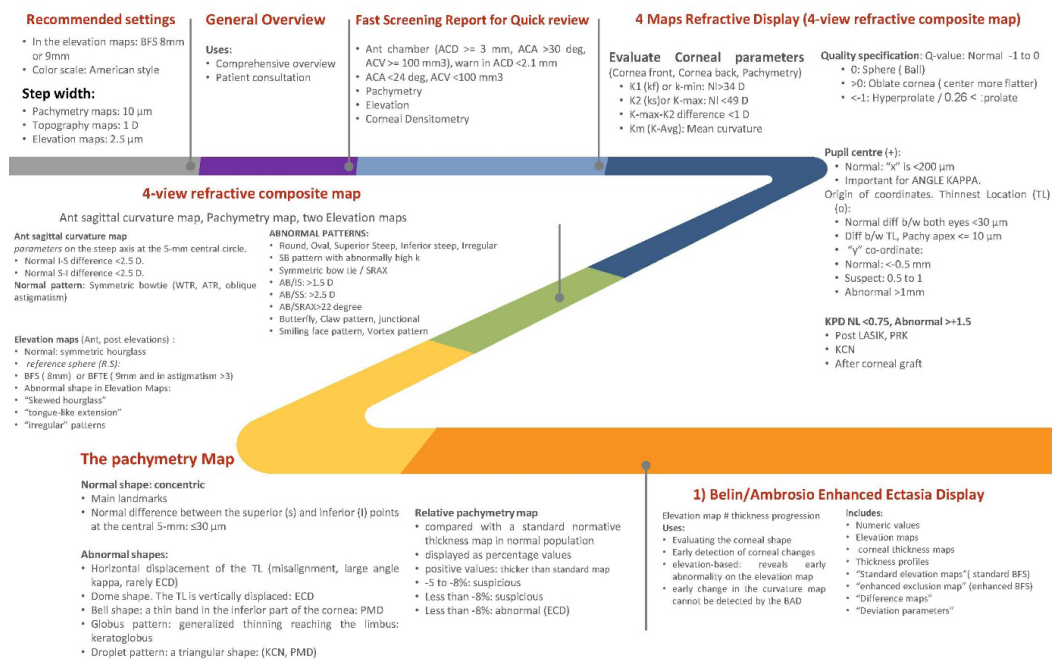 Recommended settings
• In the elevation maps: BFS 8mm
or 9mm
• Color scale: American style
Step width:
• Pachymetry maps: 10 µm
• Topography maps: 1 D
• Elevation maps: 2.5 µm
General Overview
Uses:
• Comprehensive overview
• Patient consultation
Fast Screening Report for Quick review
• Ant chamber (ACD >= 3 mm, ACA >30 deg,
ACV >= 100 mm3), warn in ACD <2.1 mm
• ACA <24 deg, ACV <100 mm3
• Pachymetry
• Elevation
• Corneal Densitometry
4 Maps Refractive Display (4-view refractive composite map)
Evaluate Corneal parameters
(Cornea front, Cornea back, Pachymetry)
• K1 (kf) or k-min: Nl>34 D
• K2 (ks)or K-max: Nl <49 D
• K-max-K2 difference <1 D
• Km (K-Avg): Mean curvature
Quality specification: Q-value: Normal -1 to 0
• 0: Sphere ( Ball)
• >0: Oblate cornea ( center more
flatter)
• <-1: Hyperprolate / 0.26 < :prolate
Pupil centre (+):
• Normal: "x" is <200 µm
• Important for ANGLE KAPPA.
Origin of coordinates. Thinnest Location (TL)
(o):
• Normal diff b/w both eyes <30 µm
• Diff b/w TL, Pachy apex <= 10 µm
• "y" co-ordinate:
• Normal: <-0.5 mm
• Suspect: 0.5 to 1
• Abnormal >1mm
KPD NL <0.75, Abnormal >+1.5
• Post LASIK, PRK
• KCN
• After corneal graft
4-view refractive composite map
Ant sagittal curvature map, Pachymetry map, two Elevation maps
Ant sagittal curvature map
parameters on the steep axis at the 5-mm central circle.
• Normal I-S difference <2.5 D.
• Normal S-I difference <2.5 D.
Normal pattern: Symmetric bowtie (WTR, ATR, oblique
astigmatism)
ABNORMAL PATTERNS:
• Round, Oval, Superior Steep, Inferior steep, Irregular
• SB pattern with abnormally high k
• Symmetric bow tie / SRAX
• AB/IS: >1.5 D
• AB/SS: >2.5 D
• AB/SRAX>22 degree
• Butterfly, Claw pattern, junctional
• Smiling face pattern, Vortex pattern
Elevation maps (Ant, post elevations) :
• Normal: symmetric hourglass
• reference sphere (R.S):
• BFS ( 8mm) or BFTE ( 9mm and in astigmatism >3)
• Abnormal shape in Elevation Maps:
• "Skewed hourglass"
• "tongue-like extension"
• "irregular" patterns
The pachymetry Map
Normal shape: concentric
• Main landmarks
• Normal difference between the superior (s) and inferior (I) points
at the central 5-mm: ≤30 µm
Abnormal shapes:
• Horizontal displacement of the TL (misalignment, large angle
kappa, rarely ECD)
• Dome shape. The TL is vertically displaced: ECD
• Bell shape: a thin band in the inferior part of the cornea: PMD
• Globus pattern: generalized thinning reaching the limbus:
keratoglobus
• Droplet pattern: a triangular shape: (KCN, PMD)
Relative pachymetry map
• compared with a standard normative
thickness map in normal population
• displayed as percentage values
• positive values: thicker than standard map
• -5 to -8%: suspicious
• Less than -8%: suspicious
• Less than -8%: abnormal (ECD)
1) Belin/Ambrosio Enhanced Ectasia Display
Elevation map # thickness progression
Uses:
• Evaluating the corneal shape
• Early detection of corneal changes
• elevation-based: reveals early
abnormality on the elevation map
• early change in the curvature map
cannot be detected by the BAD
Includes:
• Numeric values
• Elevation maps
• corneal thickness maps
• Thickness profiles
• "Standard elevation maps"( standard BFS)
• "enhanced exclusion map" (enhanced BFS)
• "Difference maps"
• "Deviation parameters"